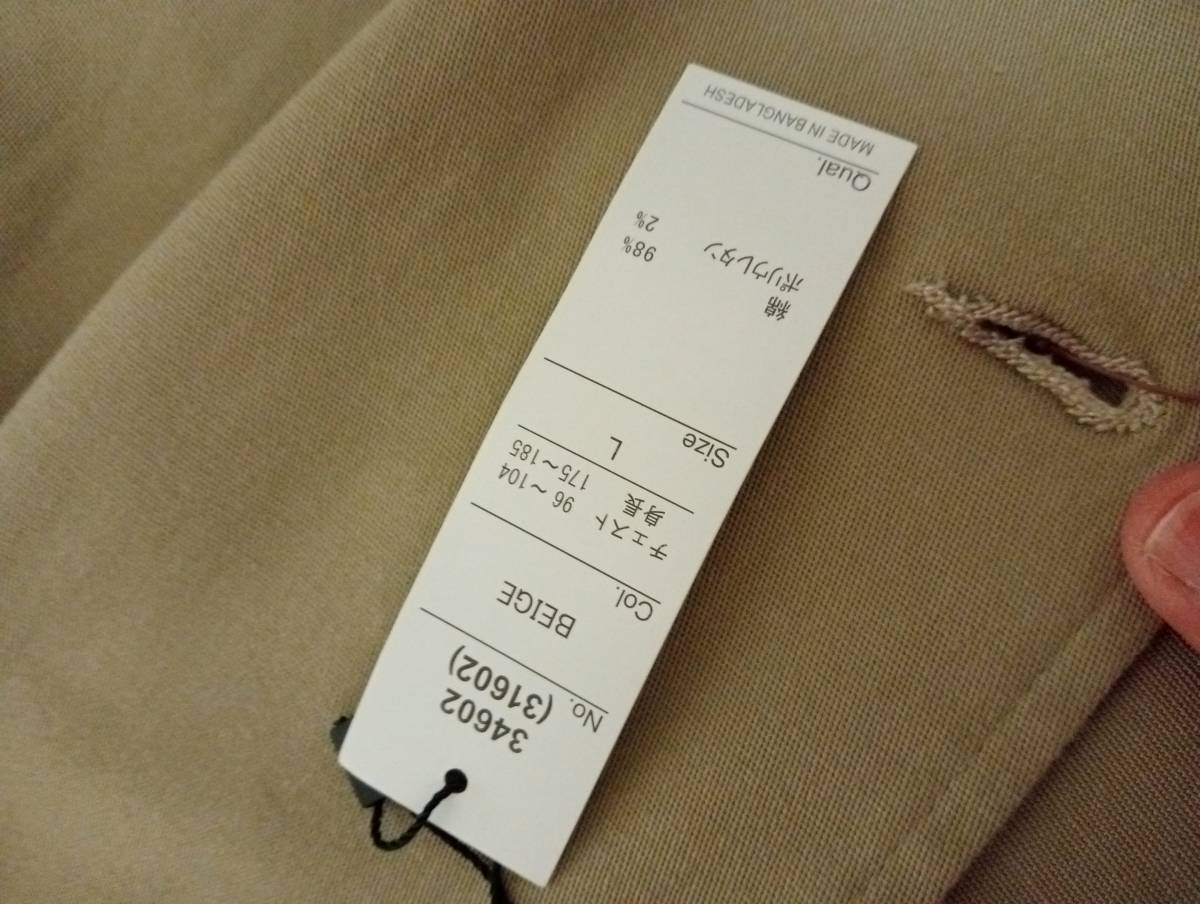 No. 34602
(31602)
Col.
BEIGE
チェスト 96～104
身長 175～185
Size L
綿 98%
ポリウレタン 2%
Qual.
MADE IN BANGLADESH